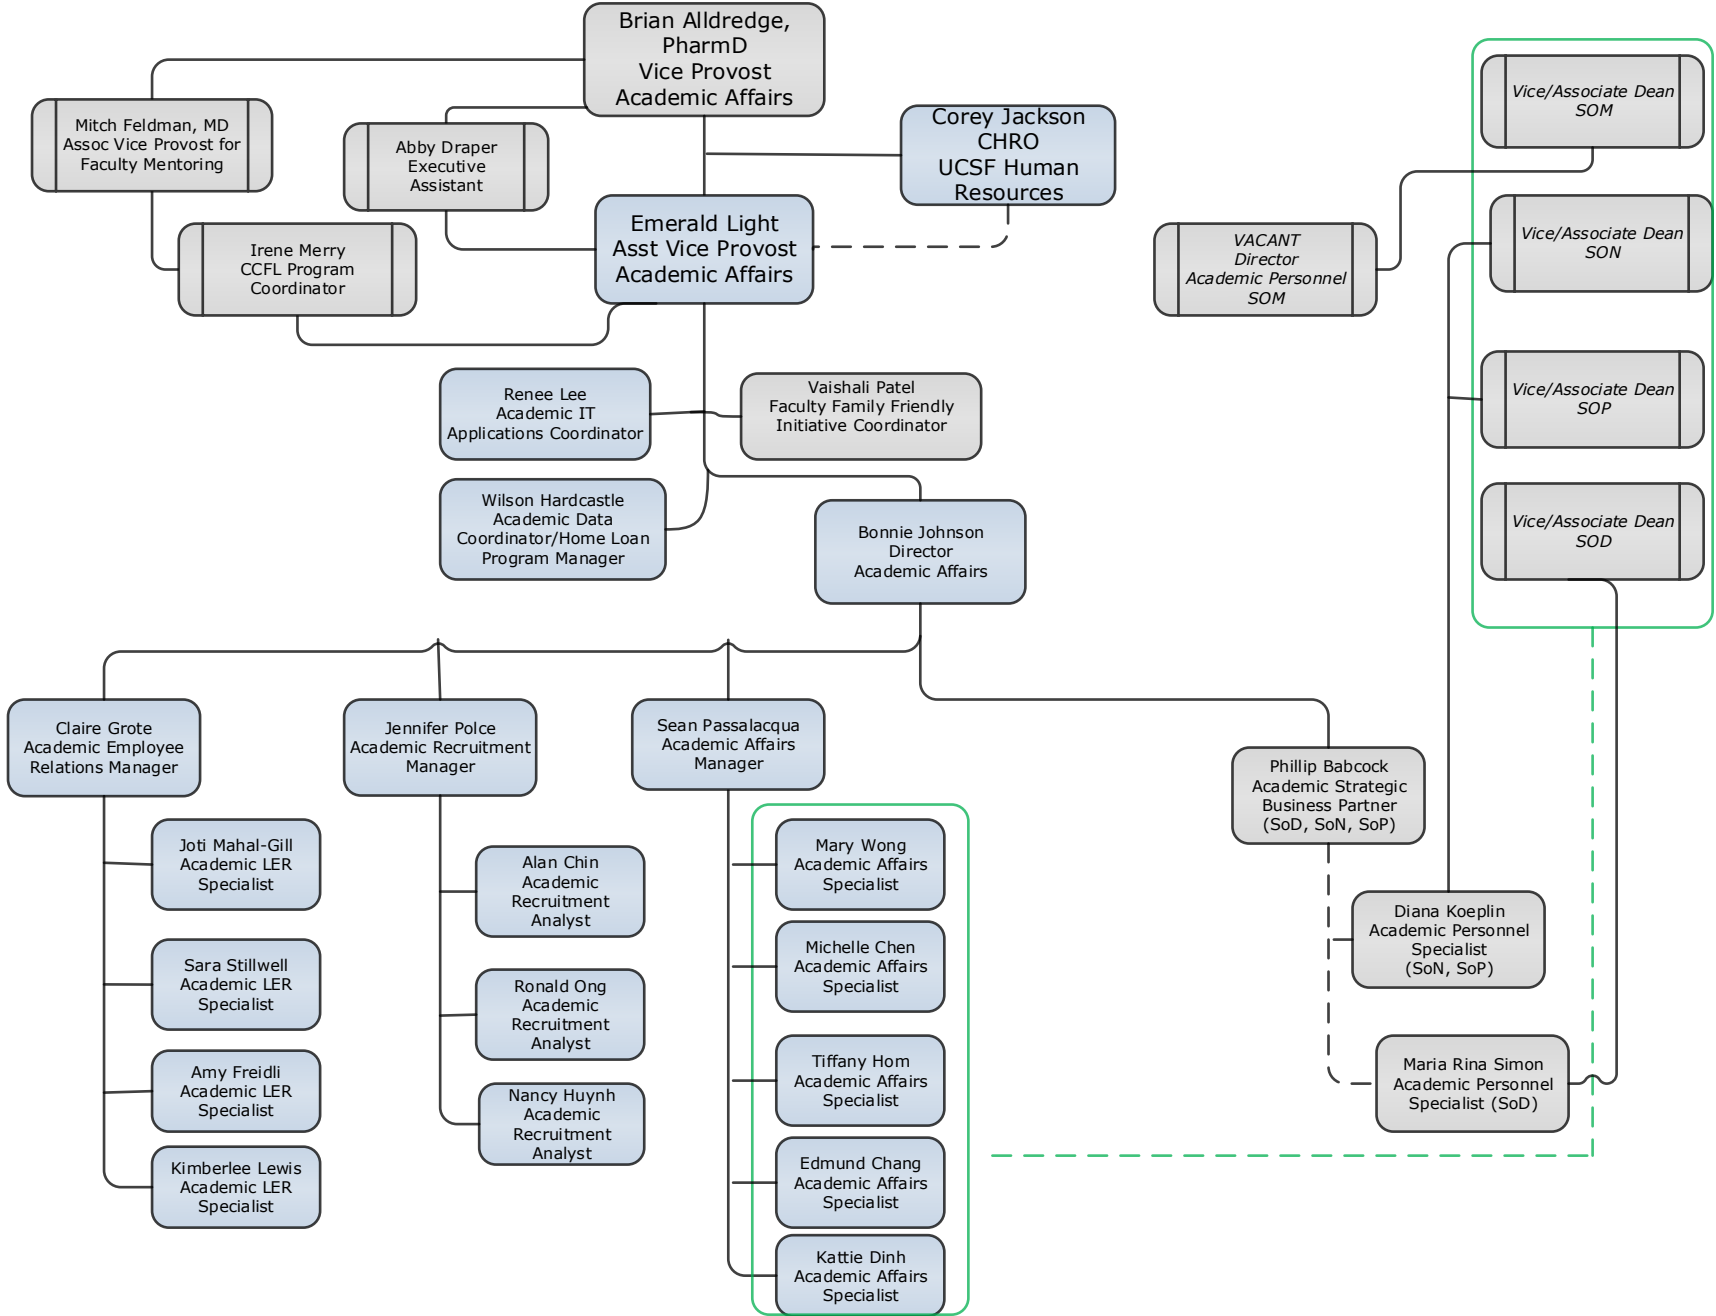 Brian Alldredge,
PharmD
Vice Provost
Academic Affairs
Mitch Feldman, MD
Assoc Vice Provost for
Faculty Mentoring
Abby Draper
Executive
Assistant
Corey Jackson
CHRO
UCSF Human
Resources
Vice/Associate Dean
SOM
Irene Merry
CCFL Program
Coordinator
Emerald Light
Asst Vice Provost
Academic Affairs
VACANT
Director
Academic Personnel
SOM
Vice/Associate Dean
SON
Renee Lee
Academic IT
Applications Coordinator
Vaishali Patel
Faculty Family Friendly
Initiative Coordinator
Vice/Associate Dean
SOP
Wilson Hardcastle
Academic Data
Coordinator/Home Loan
Program Manager
Bonnie Johnson
Director
Academic Affairs
Vice/Associate Dean
SOD
Claire Grote
Academic Employee
Relations Manager
Jennifer Polce
Academic Recruitment
Manager
Sean Passalacqua
Academic Affairs
Manager
Phillip Babcock
Academic Strategic
Business Partner
(SoD, SoN, SoP)
Joti Mahal-Gill
Academic LER
Specialist
Sara Stillwell
Academic LER
Specialist
Amy Freidli
Academic LER
Specialist
Kimberlee Lewis
Academic LER
Specialist
Alan Chin
Academic
Recruitment
Analyst
Ronald Ong
Academic
Recruitment
Analyst
Nancy Huynh
Academic
Recruitment
Analyst
Mary Wong
Academic Affairs
Specialist
Michelle Chen
Academic Affairs
Specialist
Tiffany Hom
Academic Affairs
Specialist
Edmund Chang
Academic Affairs
Specialist
Kattie Dinh
Academic Affairs
Specialist
Diana Koeplin
Academic Personnel
Specialist
(SoN, SoP)
Maria Rina Simon
Academic Personnel
Specialist (SoD)